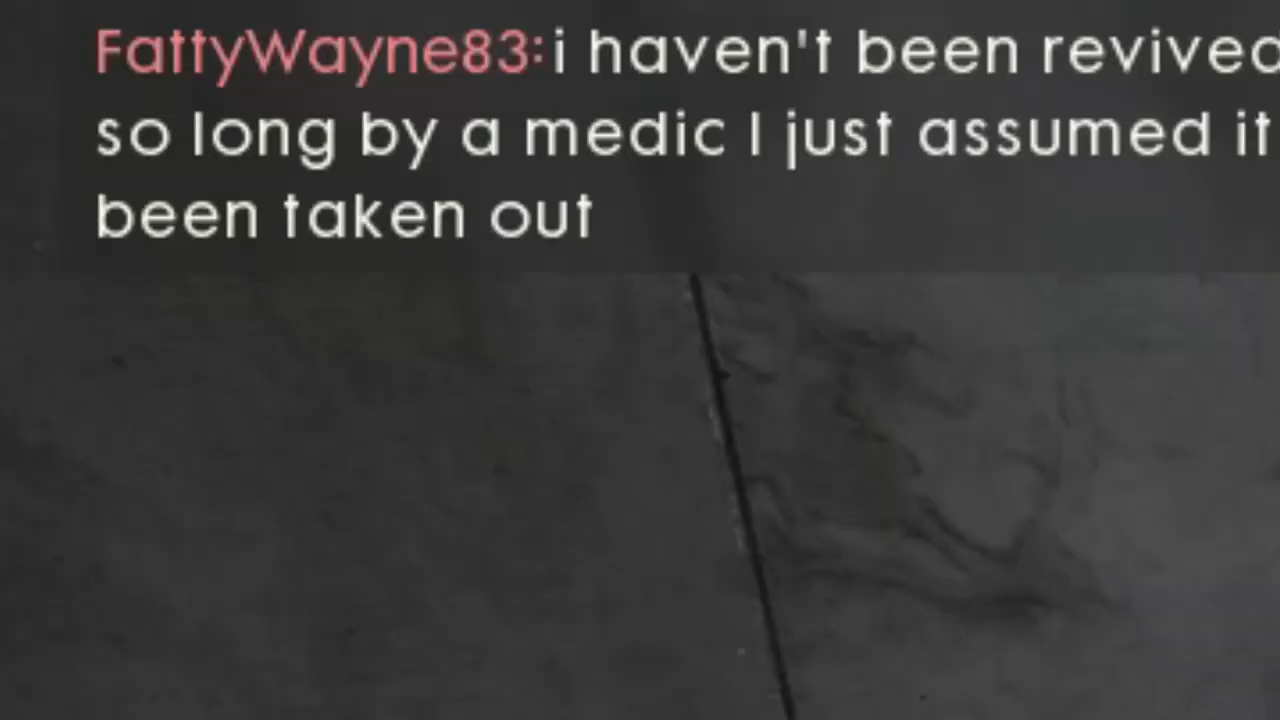 FattyWayne83:i haven't been revived
so long by a medic I just assumed it
been taken out